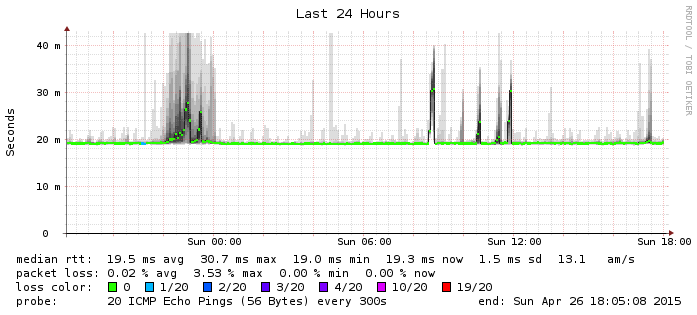 Last 24 Hours
RRDTOOL / TOBI OETIKER
Seconds
40 m
30 m
20 m
10 m
0
Sun 00:00 Sun 06:00 Sun 12:00 Sun 18:00
median rtt: 19.5 ms avg 30.7 ms max 19.0 ms min 19.3 ms now 1.5 ms sd 13.1 am/s
packet loss: 0.02 % avg 3.53 % max 0.00 % min 0.00 % now
loss color: 0 1/20 2/20 3/20 4/20 10/20 19/20
probe: 20 ICMP Echo Pings (56 Bytes) every 300s end: Sun Apr 26 18:05:08 2015